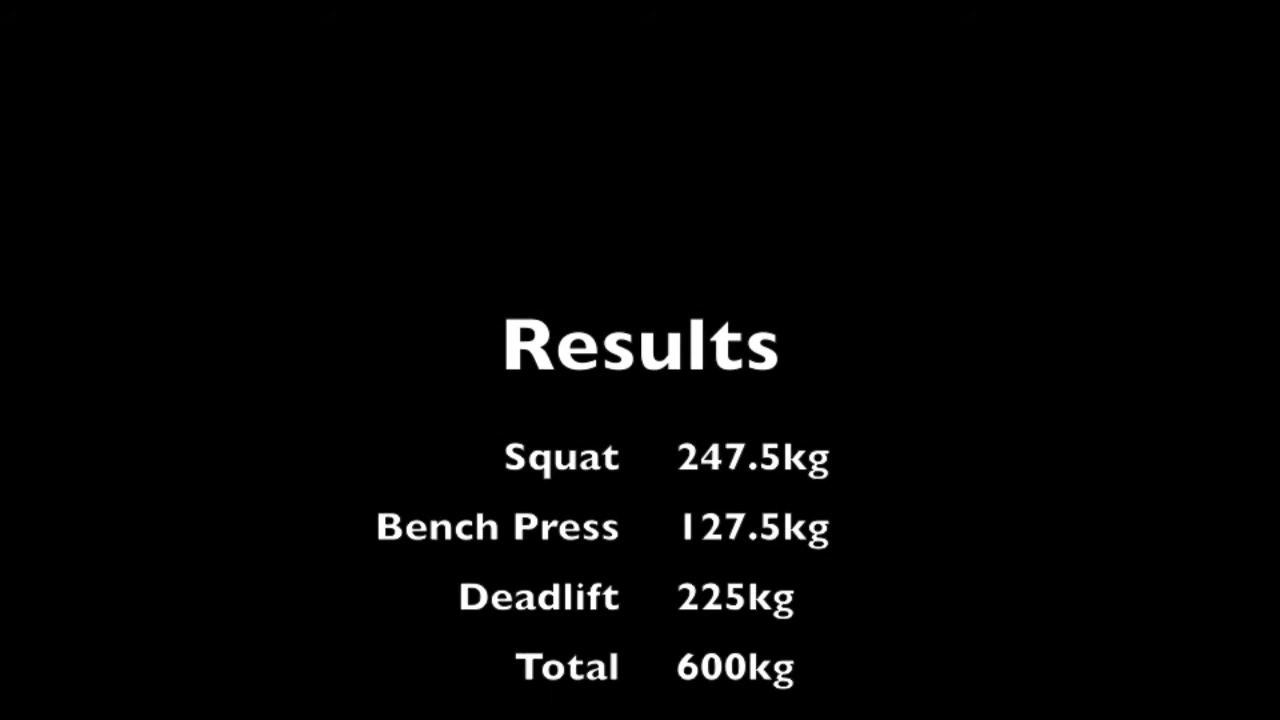 Results
Squat 247.5kg
Bench Press 127.5kg
Deadlift 225kg
Total 600kg